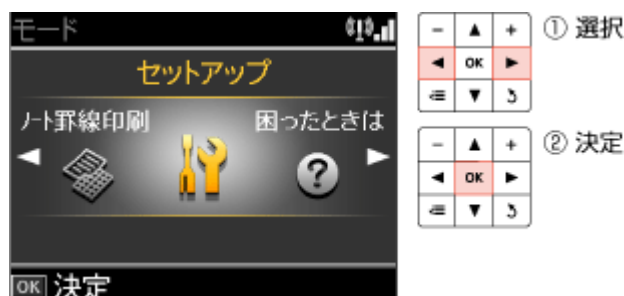 モード
セットアップ
ノート罫線印刷
困ったときは
?
OK 決定
① 選択
- ▲ +
◀ OK ▶
▼
② 決定
- ▲ +
◀ OK ▶
▼